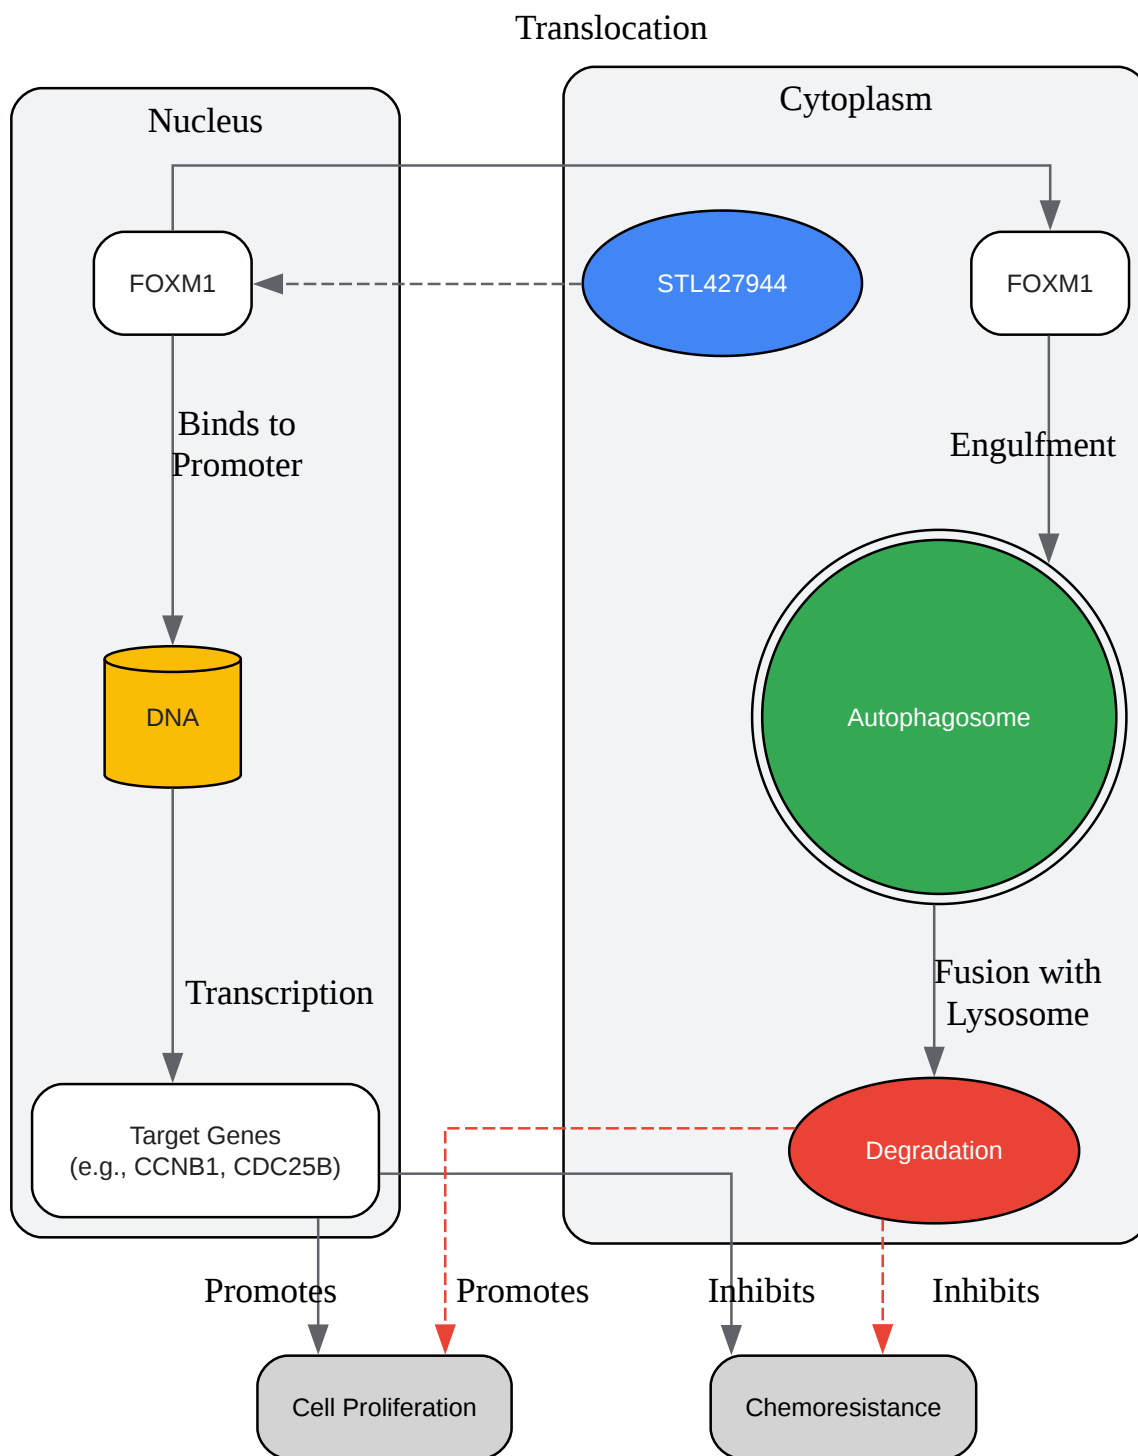 Translocation
Nucleus
Cytoplasm
FOXM1
STL427944
FOXM1
Binds to
Promoter
Engulfment
DNA
Autophagosome
Transcription
Fusion with
Lysosome
Target Genes
(e.g., CCNB1, CDC25B)
Degradation
Promotes
Promotes
Inhibits
Inhibits
Cell Proliferation
Chemoresistance